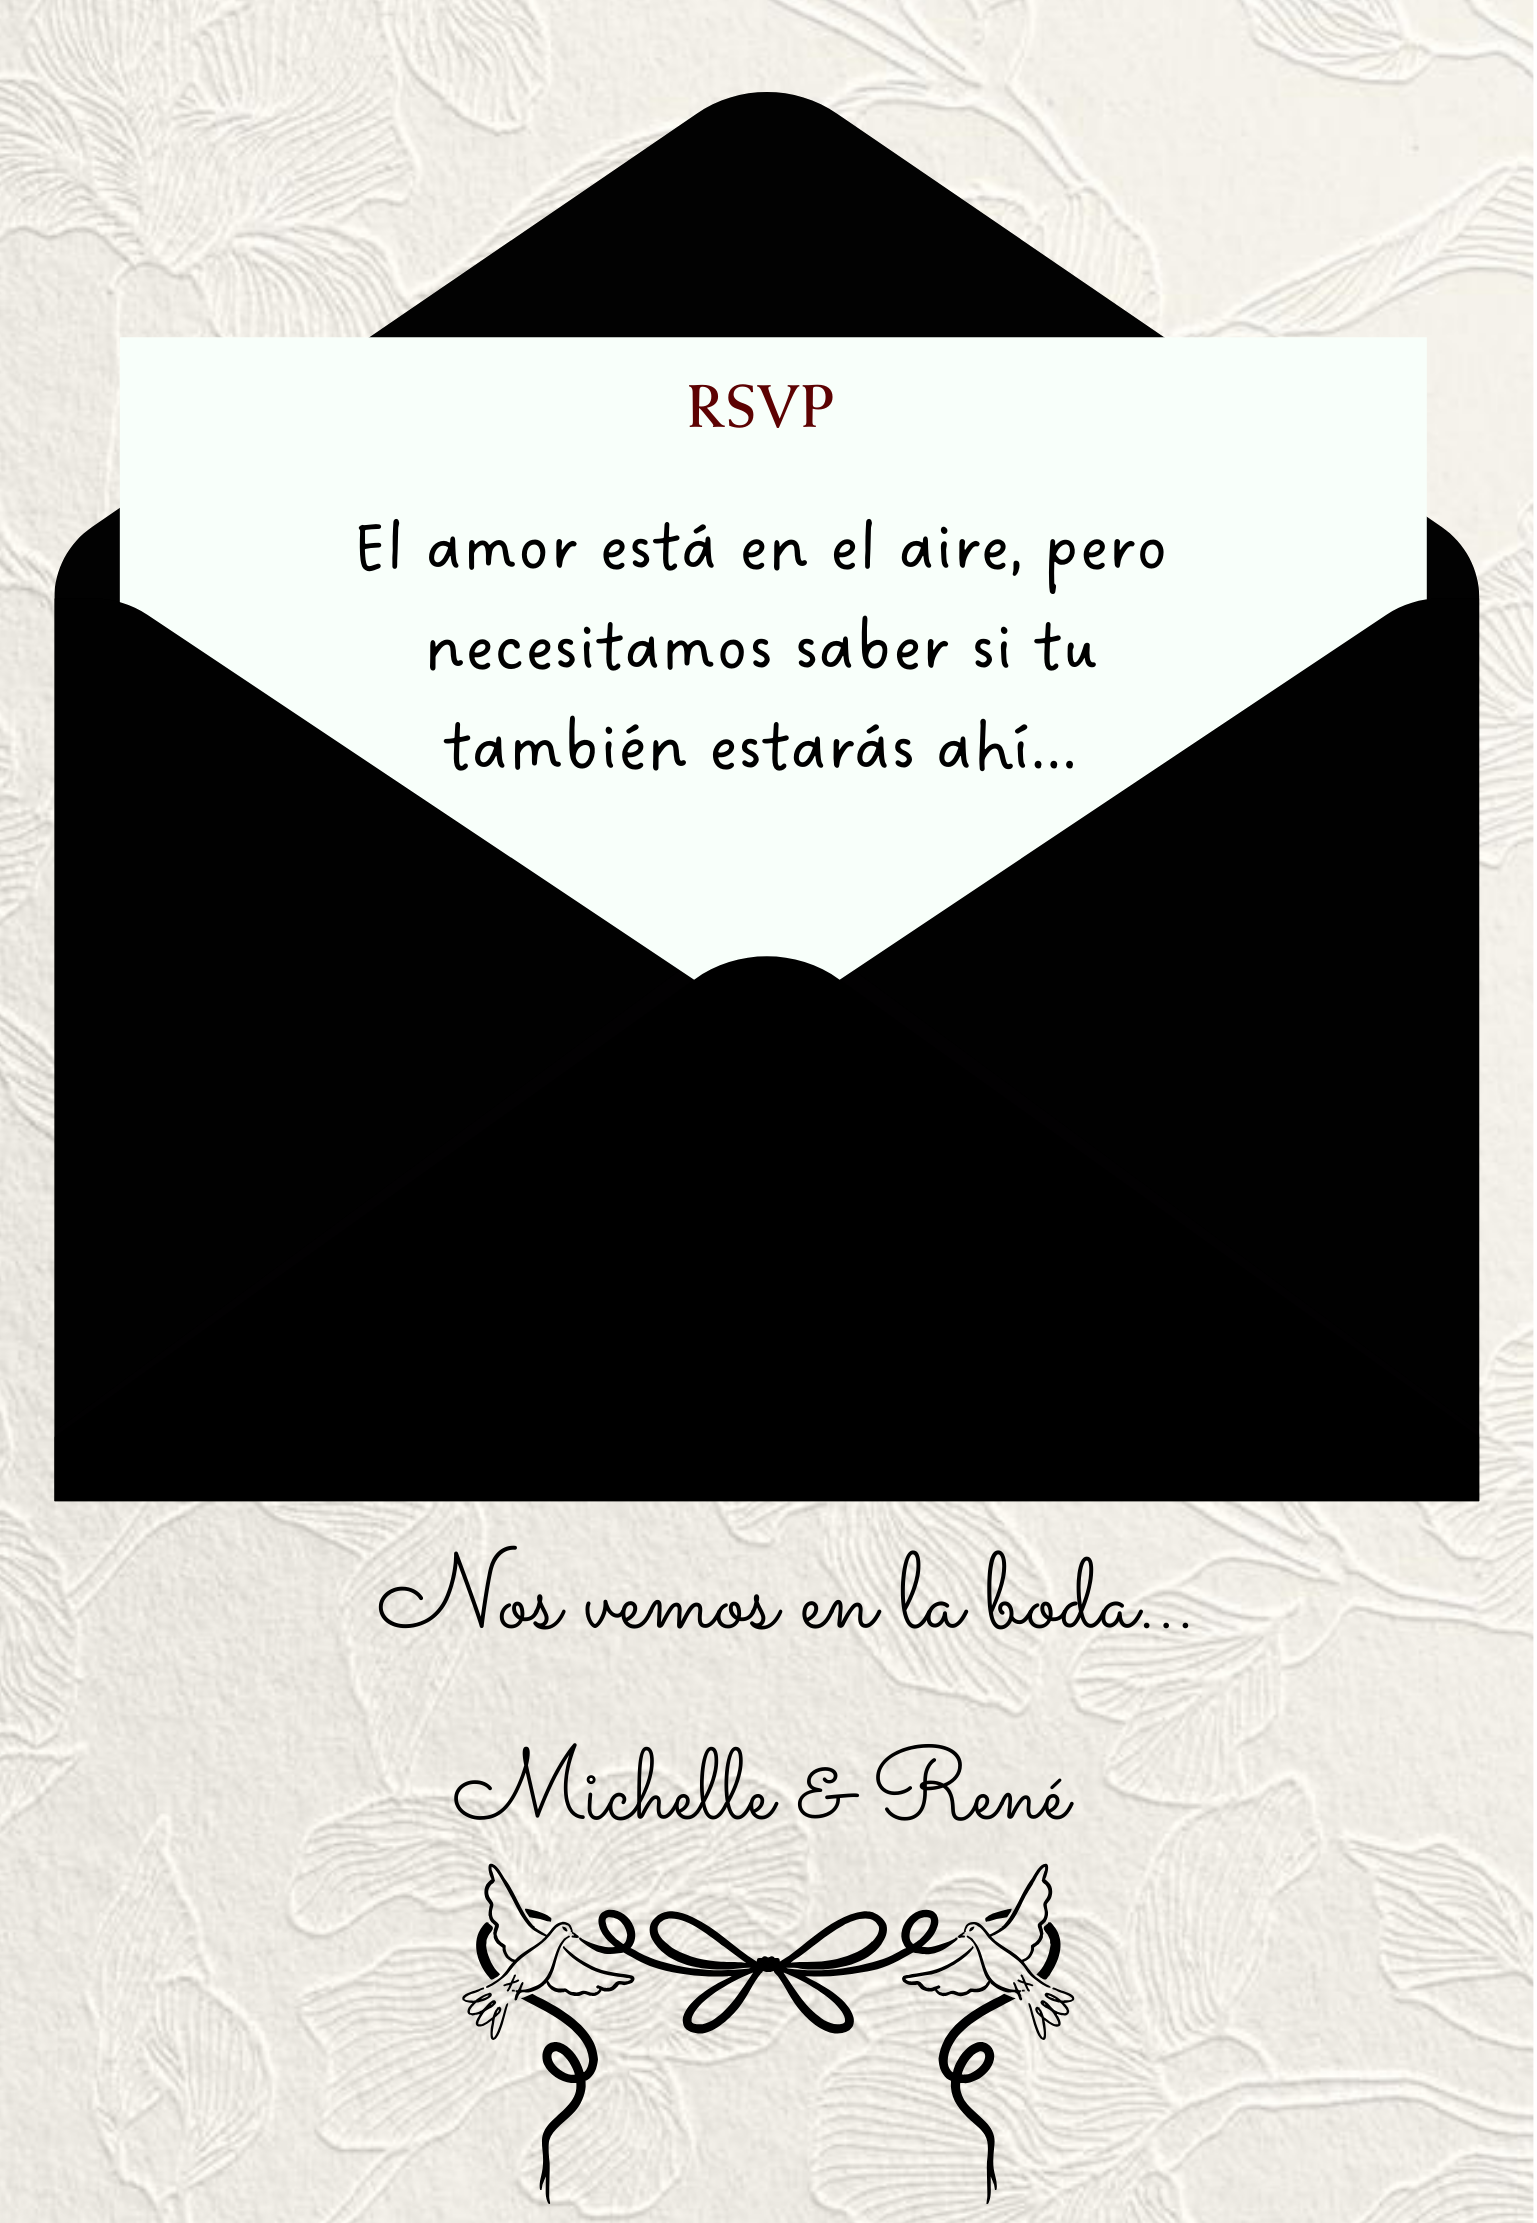 RSVP
El amor está en el aire, pero
necesitamos saber si tu
también estarás ahí...
Nos vemos en la boda...
Michelle & René